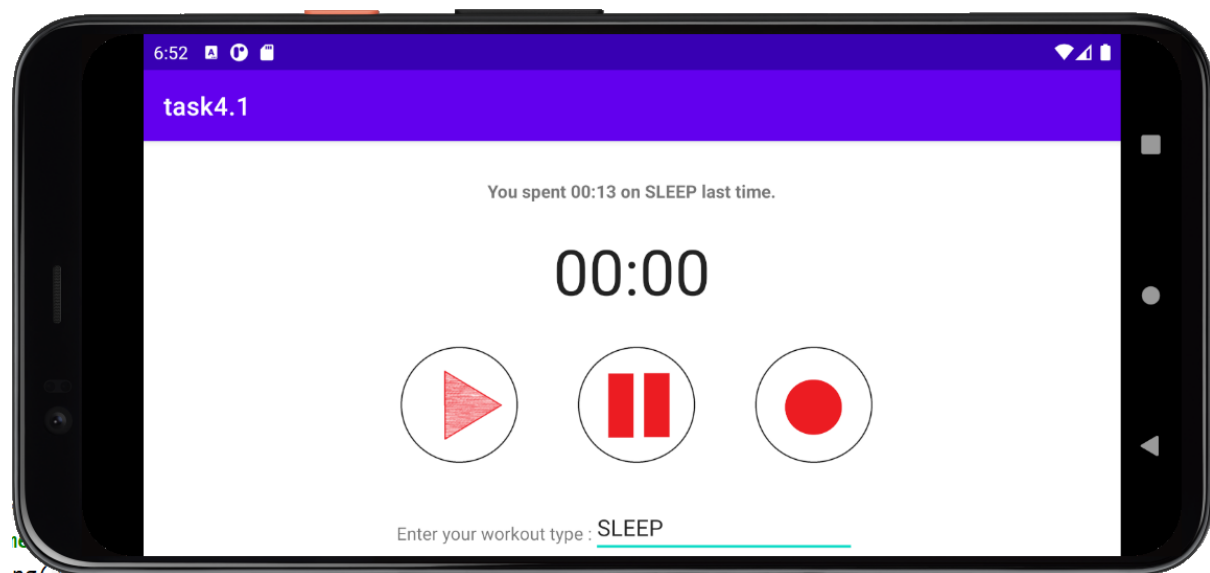 6:52
task4.1
You spent 00:13 on SLEEP last time.
00:00
Enter your workout type : SLEEP